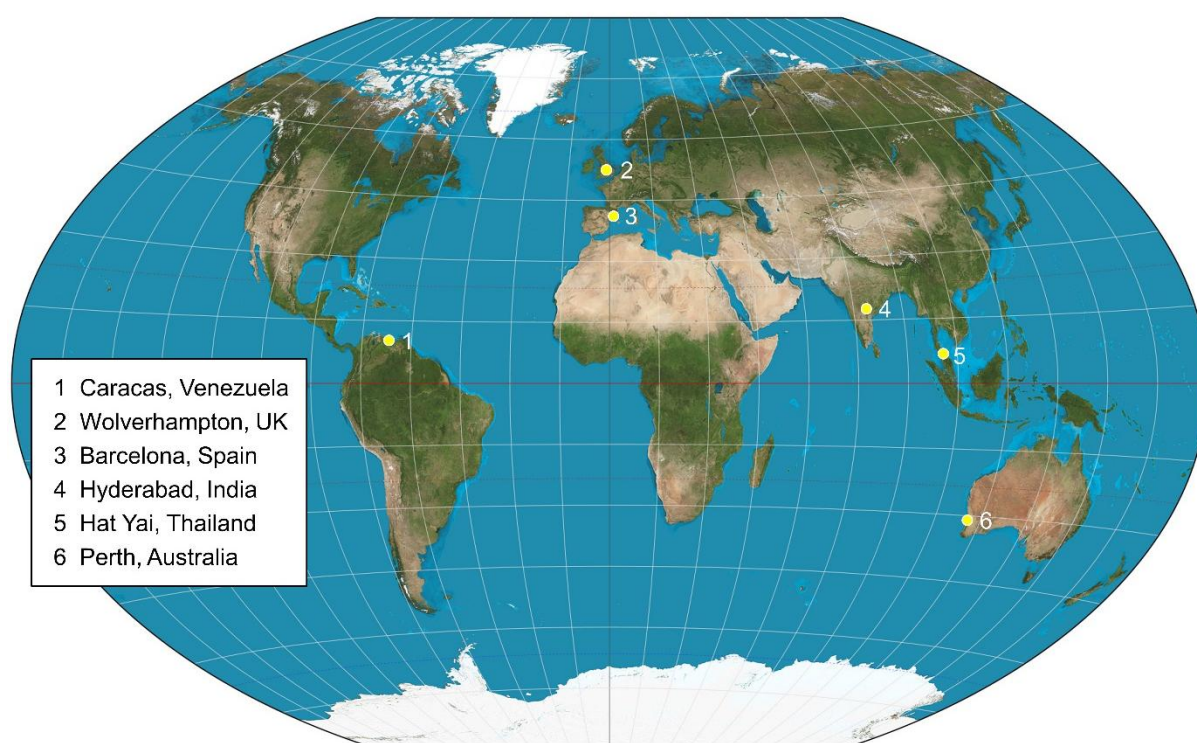 2
3
4
1
5
6
1 Caracas, Venezuela
2 Wolverhampton, UK
3 Barcelona, Spain
4 Hyderabad, India
5 Hat Yai, Thailand
6 Perth, Australia